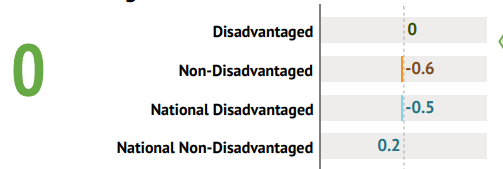 0
Disadvantaged 0
Non-Disadvantaged -0.6
National Disadvantaged -0.5
National Non-Disadvantaged 0.2